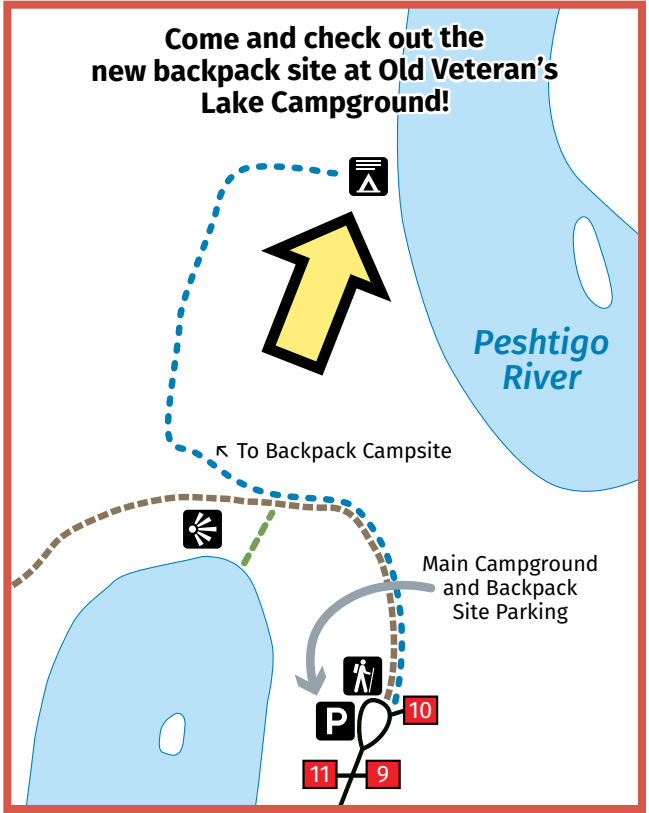 Come and check out the
new backpack site at Old Veteran’s
Lake Campground!
Peshtigo
River
To Backpack Campsite
Main Campground
and Backpack
Site Parking
P
10
11
9